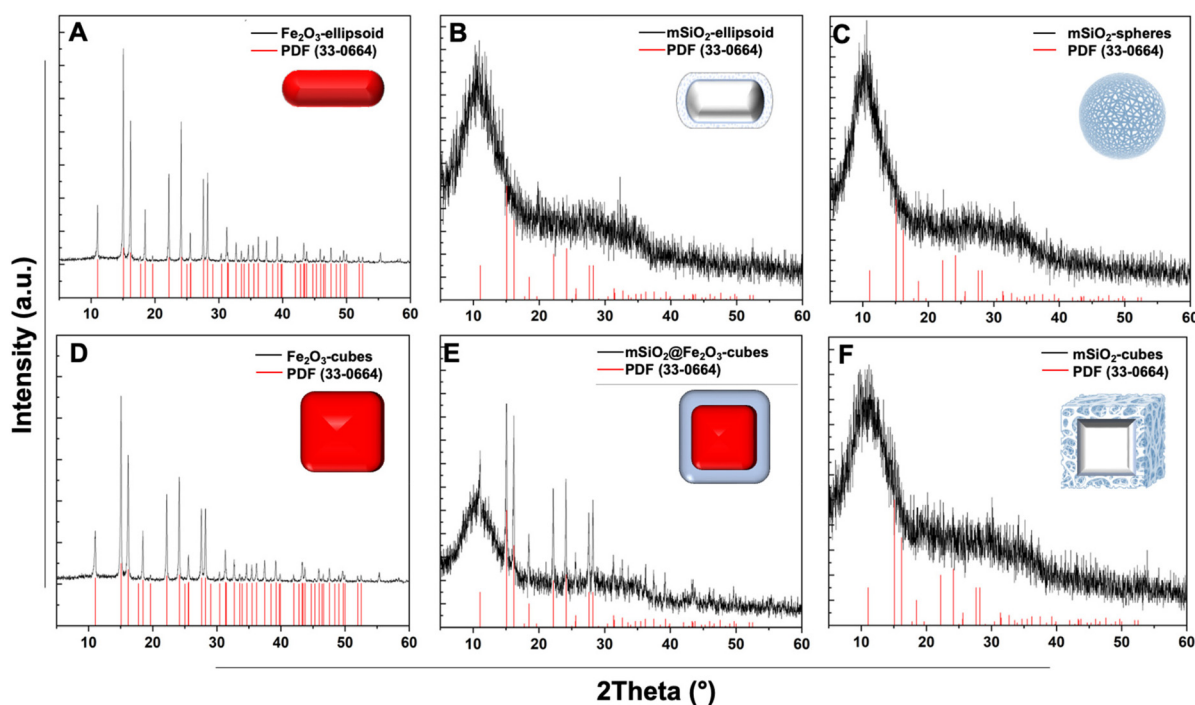 A
Fe₂O₃-ellipsoid
PDF (33-0664)
10 20 30 40 50 60
B
mSiO₂-ellipsoid
PDF (33-0664)
10 20 30 40 50 60
C
mSiO₂-spheres
PDF (33-0664)
10 20 30 40 50 60
Intensity (a.u.)
D
Fe₂O₃-cubes
PDF (33-0664)
10 20 30 40 50 60
E
mSiO₂@Fe₂O₃-cubes
PDF (33-0664)
10 20 30 40 50 60
F
mSiO₂-cubes
PDF (33-0664)
10 20 30 40 50 60
2Theta (°)